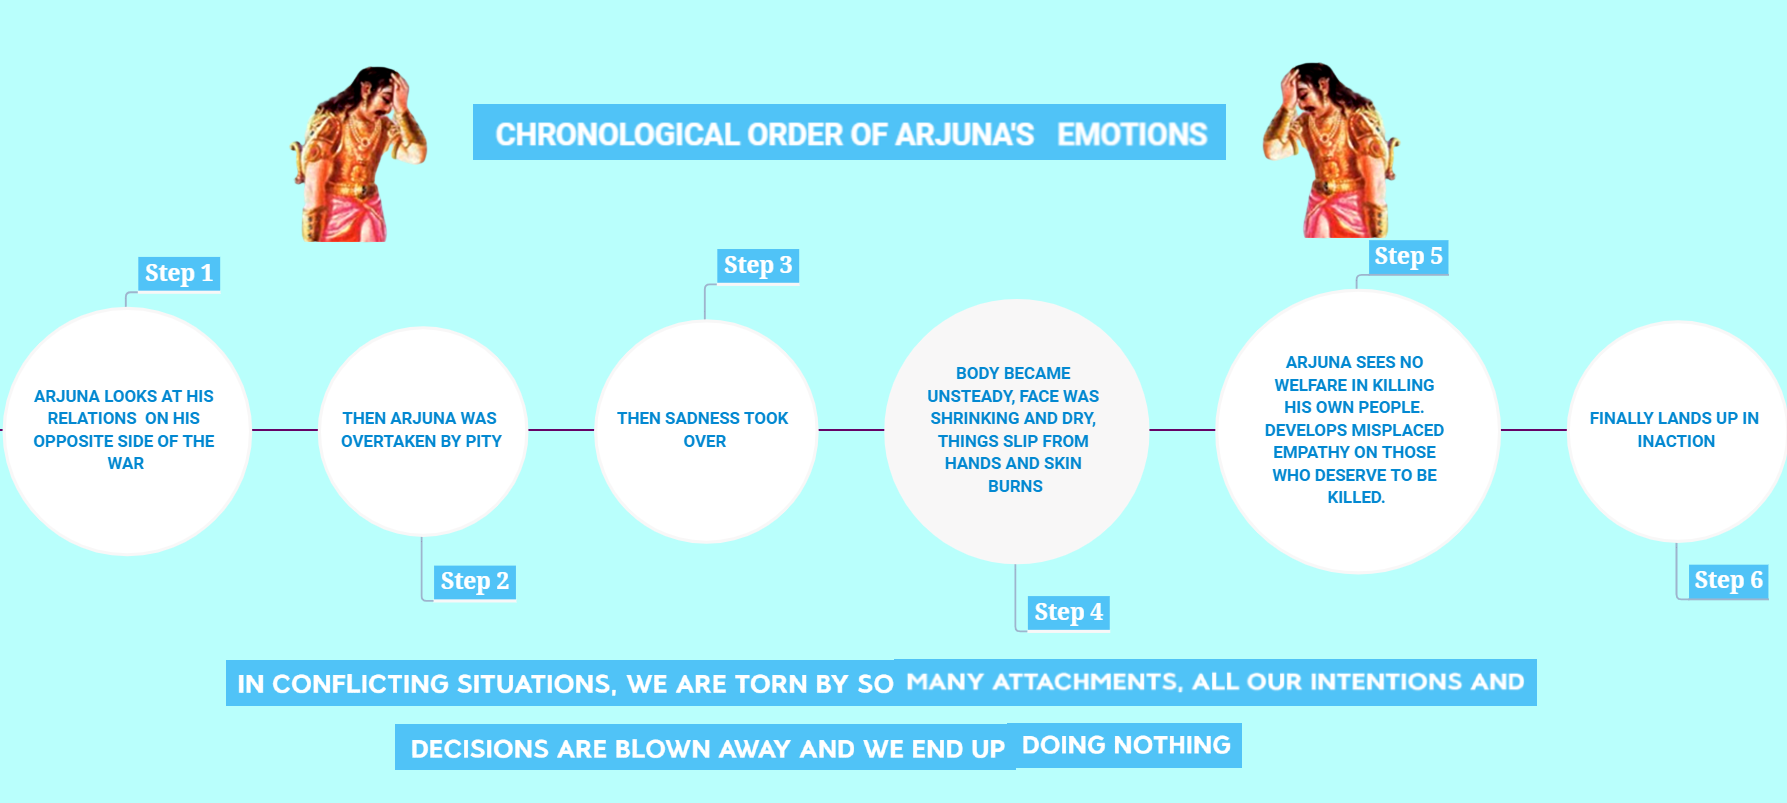 CHRONOLOGICAL ORDER OF ARJUNA'S EMOTIONS
Step 1
ARJUNA LOOKS AT HIS
RELATIONS ON HIS
OPPOSITE SIDE OF THE
WAR
THEN ARJUNA WAS
OVERTAKEN BY PITY
Step 2
Step 3
THEN SADNESS TOOK
OVER
BODY BECAME
UNSTEADY, FACE WAS
SHRINKING AND DRY,
THINGS SLIP FROM
HANDS AND SKIN
BURNS
Step 4
Step 5
ARJUNA SEES NO
WELFARE IN KILLING
HIS OWN PEOPLE.
DEVELOPS MISPLACED
EMPATHY ON THOSE
WHO DESERVE TO BE
KILLED.
FINALLY LANDS UP IN
INACTION
Step 6
IN CONFLICTING SITUATIONS, WE ARE TORN BY SO MANY ATTACHMENTS, ALL OUR INTENTIONS AND
DECISIONS ARE BLOWN AWAY AND WE END UP DOING NOTHING